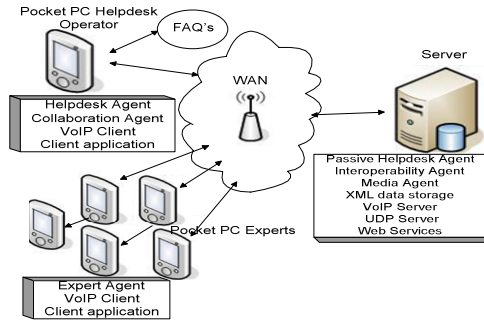 Pocket PC Helpdesk
Operator
FAQ's
Server
WAN
Helpdesk Agent
Collaboration Agent
VoIP Client
Client application
Passive Helpdesk Agent
Interoperability Agent
Media Agent
XML data storage
VoIP Server
UDP Server
Web Services
Pocket PC Experts
Expert Agent
VoIP Client
Client application